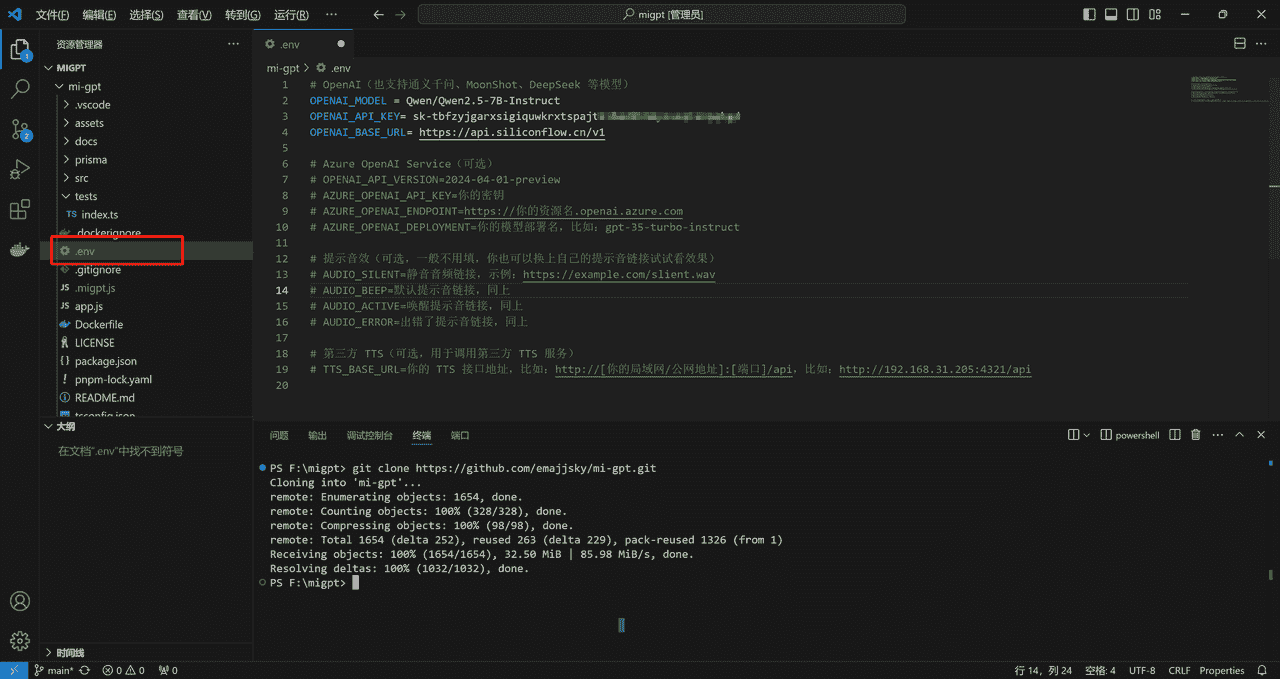 文件(F) 编辑(E) 选择(S) 查看(V) 转到(G) 运行(R) ··· migpt [管理员]
资源管理器 ···
MIGPT
mi-gpt
.vscode
assets
docs
prisma
src
tests
TS index.ts
.dockerignore
.env
.gitignore
JS .migpt.js
JS app.js
Dockerfile
LICENSE
{} package.json
! pnpm-lock.yaml
README.md
tsconfig.json
大纲
在文档".env"中找不到符号
时间线
.env
mi-gpt > .env
1 # OpenAI（也支持通义千问、MoonShot、DeepSeek 等模型）
2 OPENAI_MODEL = Qwen/Qwen2.5-7B-Instruct
3 OPENAI_API_KEY= sk-tbfzyjgarxsigiquwkrxtspajt
4 OPENAI_BASE_URL= https://api.siliconflow.cn/v1
5
6 # Azure OpenAI Service（可选）
7 # OPENAI_API_VERSION=2024-04-01-preview
8 # AZURE_OPENAI_API_KEY=你的密钥
9 # AZURE_OPENAI_ENDPOINT=https://你的资源名.openai.azure.com
10 # AZURE_OPENAI_DEPLOYMENT=你的模型部署名，比如：gpt-35-turbo-instruct
11
12 # 提示音效（可选，一般不用填，你也可以换上自己的提示音链接试试看效果）
13 # AUDIO_SILENT=静音音频链接，示例：https://example.com/slient.wav
14 # AUDIO_BEEP=默认提示音链接，同上
15 # AUDIO_ACTIVE=唤醒提示音链接，同上
16 # AUDIO_ERROR=出错了提示音链接，同上
17
18 # 第三方 TTS（可选，用于调用第三方 TTS 服务）
19 # TTS_BASE_URL=你的 TTS 接口地址，比如：http://[你的局域网/公网地址]:[端口]/api，比如：http://192.168.31.205:4321/api
20
问题 输出 调试控制台 终端 端口 powershell
PS F:\migpt> git clone https://github.com/emajjsky/mi-gpt.git
Cloning into 'mi-gpt'...
remote: Enumerating objects: 1654, done.
remote: Counting objects: 100% (328/328), done.
remote: Compressing objects: 100% (98/98), done.
remote: Total 1654 (delta 252), reused 263 (delta 229), pack-reused 1326 (from 1)
Receiving objects: 100% (1654/1654), 32.50 MiB | 85.98 MiB/s, done.
Resolving deltas: 100% (1032/1032), done.
PS F:\migpt>
main* 0 0 0 行 14，列 24 空格: 4 UTF-8 CRLF Properties